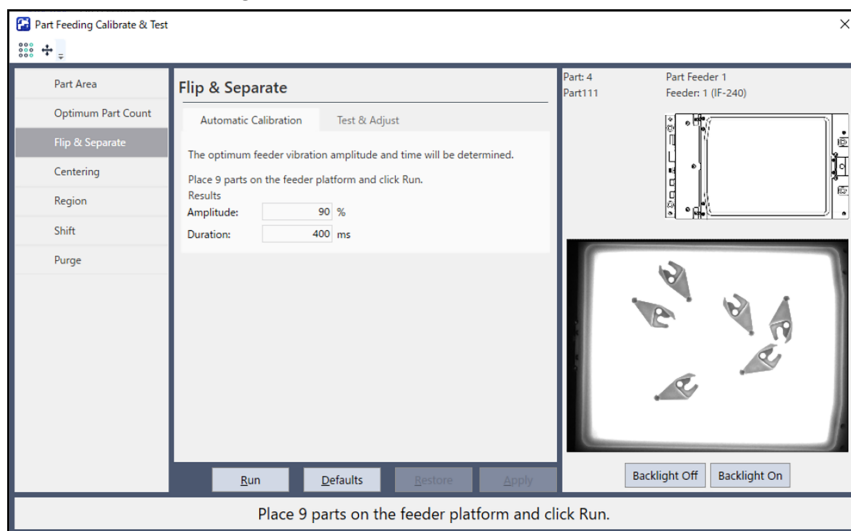 Part Feeding Calibrate & Test
Part Area
Optimum Part Count
Flip & Separate
Centering
Region
Shift
Purge
Flip & Separate
Automatic Calibration
Test & Adjust
The optimum feeder vibration amplitude and time will be determined.
Place 9 parts on the feeder platform and click Run.
Results
Amplitude: 90 %
Duration: 400 ms
Run
Defaults
Restore
Apply
Part: 4
Part111
Part Feeder 1
Feeder: 1 (IF-240)
Backlight Off
Backlight On
Place 9 parts on the feeder platform and click Run.